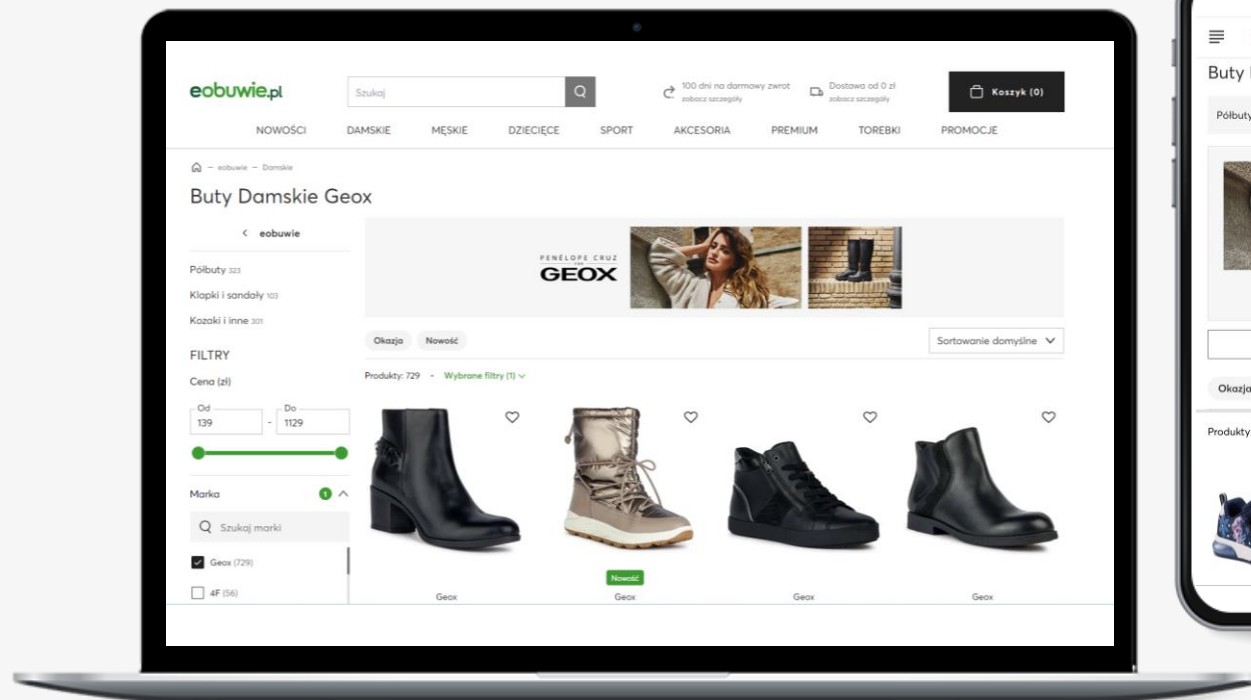 eobuwie.pl
Szukaj
100 dni na darmowy zwrot
zobacz szczegóły
Dostawa od 0 zł
zobacz szczegóły
Koszyk (0)
NOWOŚCI DAMSKIE MĘSKIE DZIECIĘCE SPORT AKCESORIA PREMIUM TOREBKI PROMOCJE
eobuwie — Damskie
Buty Damskie Geox
< eobuwie
Półbuty 323
Klapki i sandały 103
Kozaki i inne 301
FILTRY
Cena (zł)
Od Do
139 - 1129
Marka 1
Szukaj marki
Geox (729)
4F (56)
PENÉLOPE CRUZ
GEOX
Okazja Nowość
Sortowanie domyślne
Produkty: 729 - Wybrane filtry (1)
Nowość
Geox Geox Geox Geox
Buty
Półbuty
Okazja
Produkty